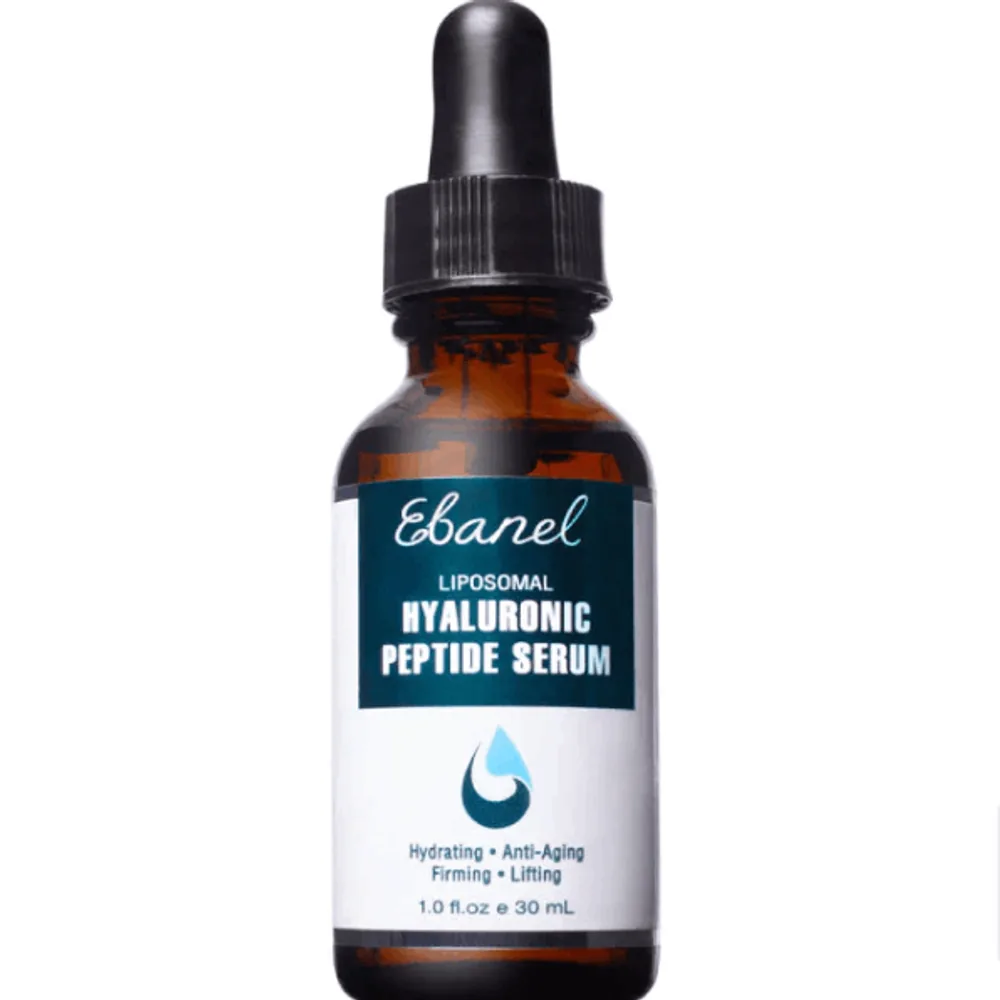 Ebanel
LIPOSOMAL
HYALURONIC
PEPTIDE SERUM
Hydrating • Anti-Aging
Firming • Lifting
1.0 fl.oz e 30 mL